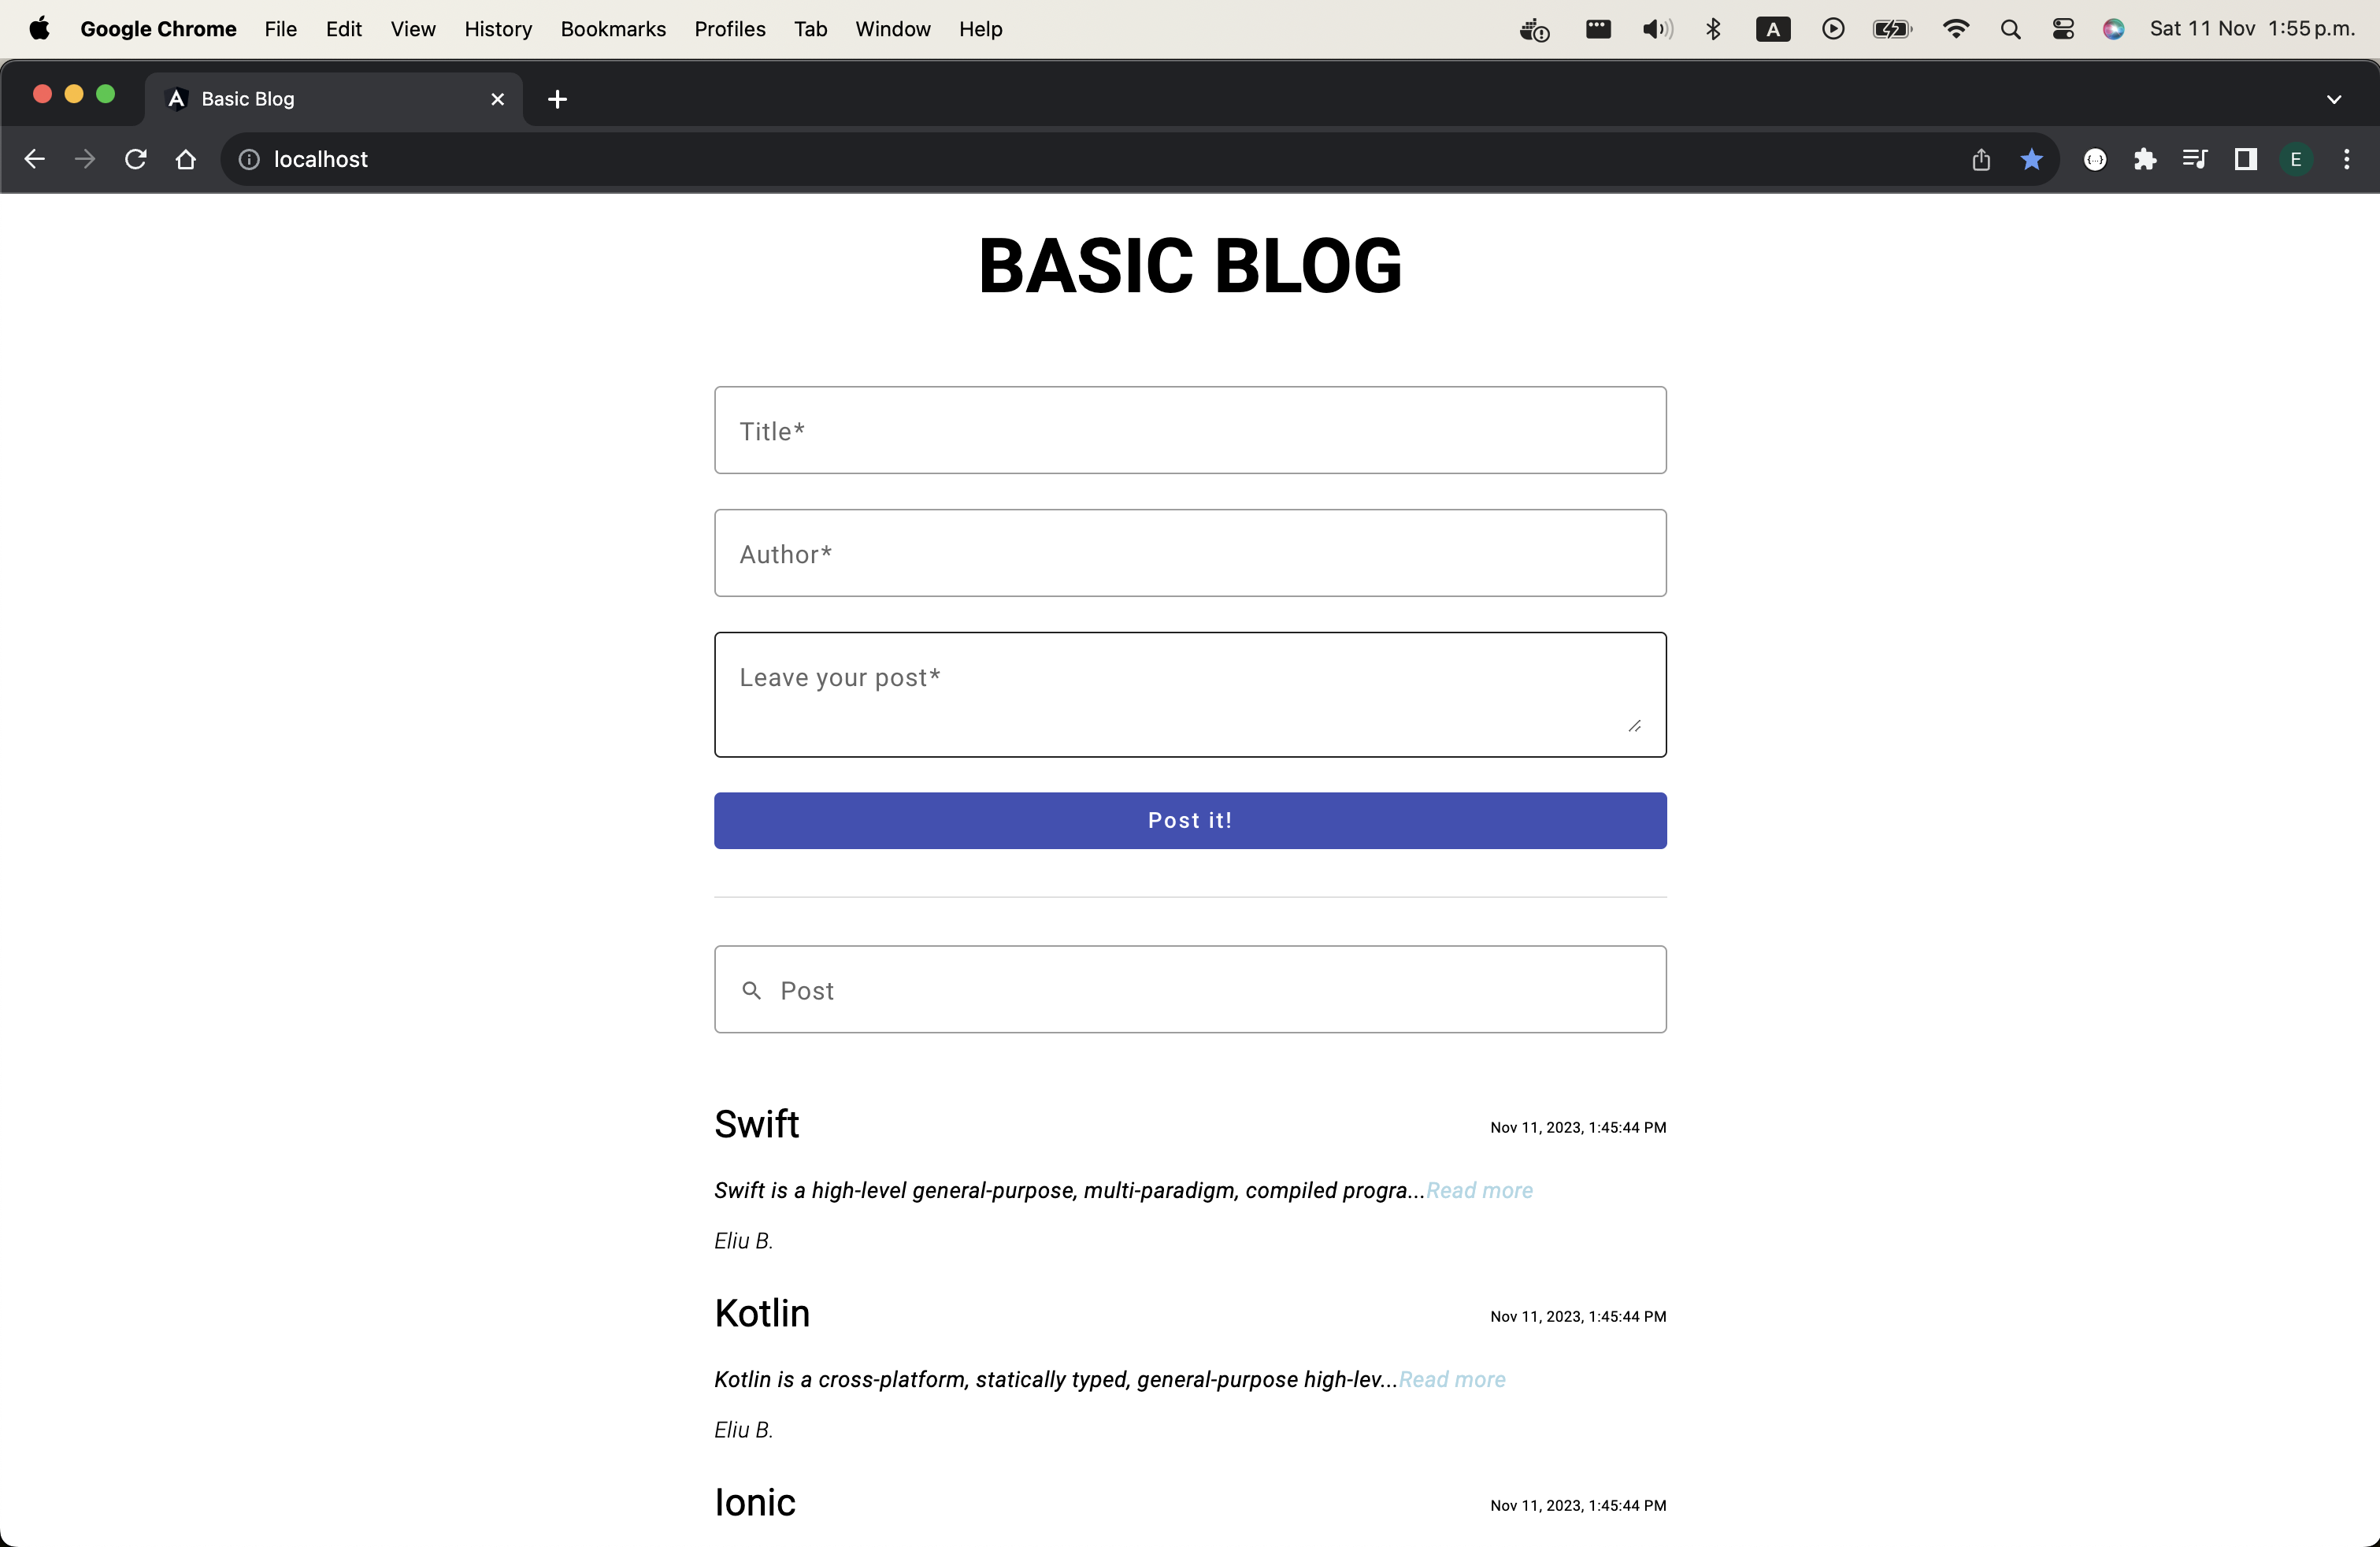 Google Chrome File Edit View History Bookmarks Profiles Tab Window Help A Sat 11 Nov 1:55 p.m.
Basic Blog
localhost E
BASIC BLOG
Title*
Author*
Leave your post*
Post it!
Post
Swift Nov 11, 2023, 1:45:44 PM
Swift is a high-level general-purpose, multi-paradigm, compiled progra...Read more
Eliu B.
Kotlin Nov 11, 2023, 1:45:44 PM
Kotlin is a cross-platform, statically typed, general-purpose high-lev...Read more
Eliu B.
Ionic Nov 11, 2023, 1:45:44 PM